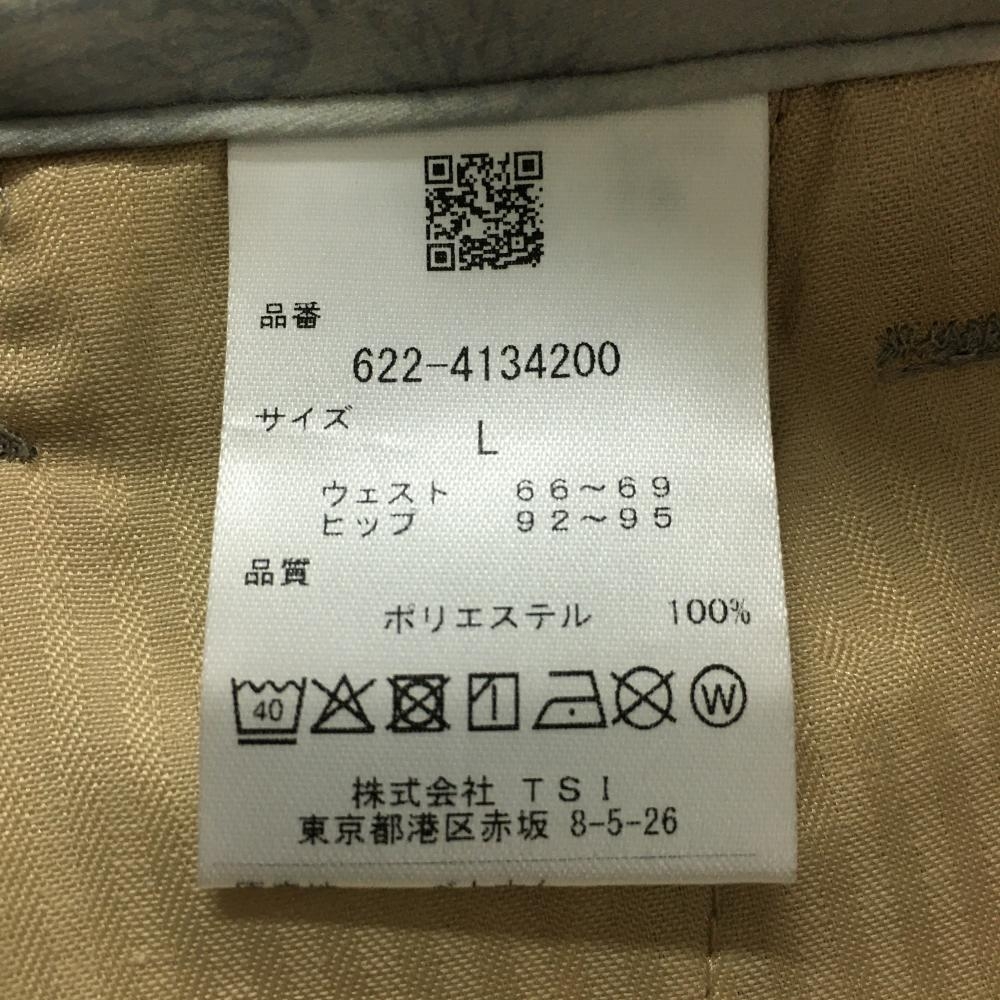 品番
622-4134200
サイズ
L
ウェスト 66～69
ヒップ 92～95
品質
ポリエステル 100%
40
W
株式会社 TSI
東京都港区赤坂 8-5-26